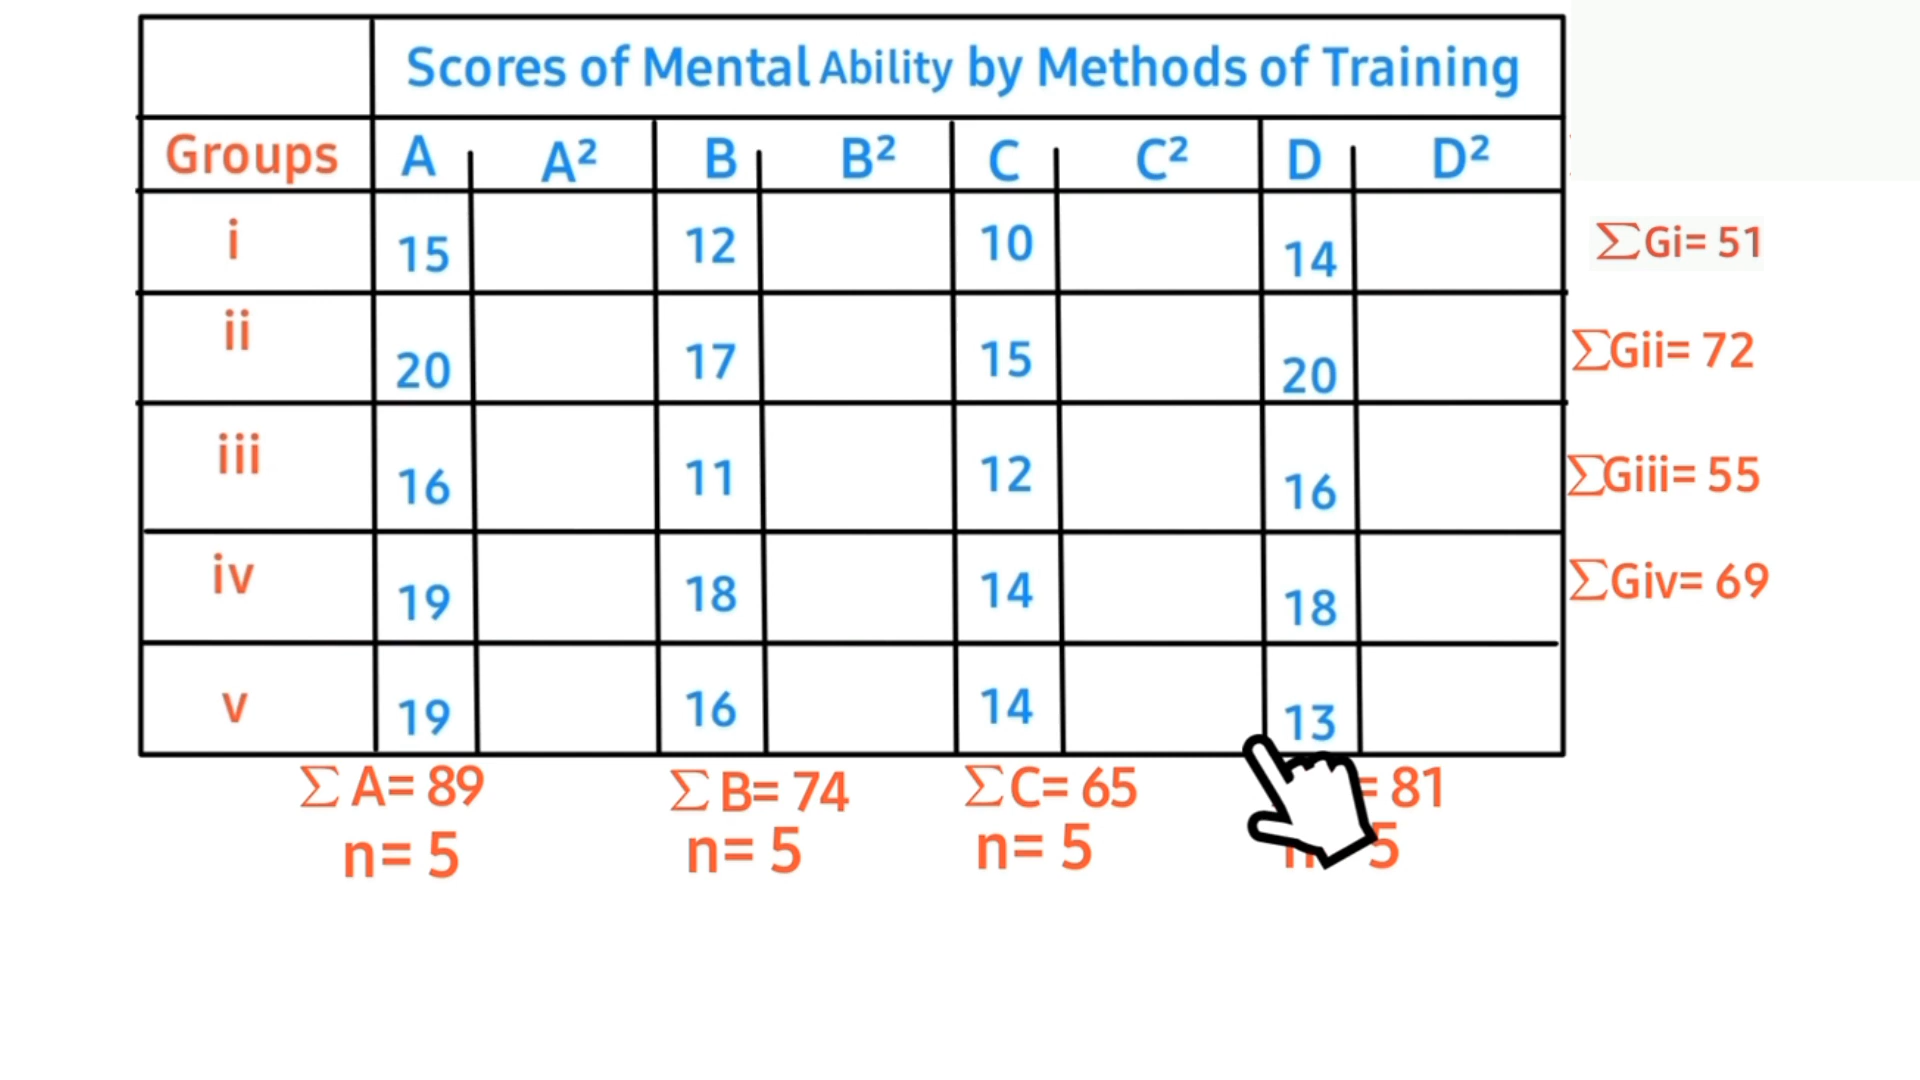 Scores of Mental Ability by Methods of Training
Groups A A² B B² C C² D D²
i 15 12 10 14 ∑Gi= 51
ii 20 17 15 20 ∑Gii= 72
iii 16 11 12 16 ∑Giii= 55
iv 19 18 14 18 ∑Giv= 69
v 19 16 14 13
∑ A= 89 ∑ B= 74 ∑C= 65 = 81
n= 5 n= 5 n= 5 n 5